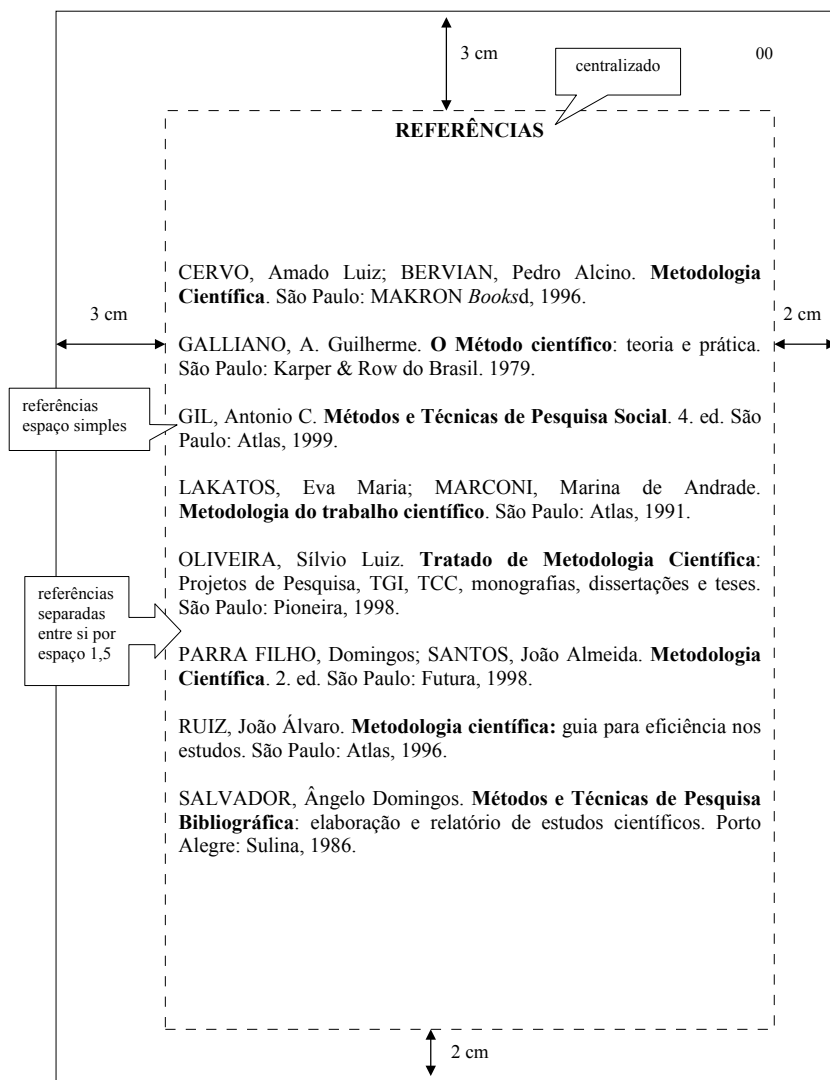 3 cm
centralizado
00
REFERÊNCIAS
CERVO, Amado Luiz; BERVIAN, Pedro Alcino. Metodologia
Científica. São Paulo: MAKRON Booksd, 1996.
3 cm
2 cm
GALLIANO, A. Guilherme. O Método científico: teoria e prática.
São Paulo: Karper & Row do Brasil. 1979.
referências
espaço simples
GIL, Antonio C. Métodos e Técnicas de Pesquisa Social. 4. ed. São
Paulo: Atlas, 1999.
LAKATOS, Eva Maria; MARCONI, Marina de Andrade.
Metodologia do trabalho científico. São Paulo: Atlas, 1991.
OLIVEIRA, Sílvio Luiz. Tratado de Metodologia Científica:
Projetos de Pesquisa, TGI, TCC, monografias, dissertações e teses.
São Paulo: Pioneira, 1998.
referências
separadas
entre si por
espaço 1,5
PARRA FILHO, Domingos; SANTOS, João Almeida. Metodologia
Científica. 2. ed. São Paulo: Futura, 1998.
RUIZ, João Álvaro. Metodologia científica: guia para eficiência nos
estudos. São Paulo: Atlas, 1996.
SALVADOR, Ângelo Domingos. Métodos e Técnicas de Pesquisa
Bibliográfica: elaboração e relatório de estudos científicos. Porto
Alegre: Sulina, 1986.
2 cm